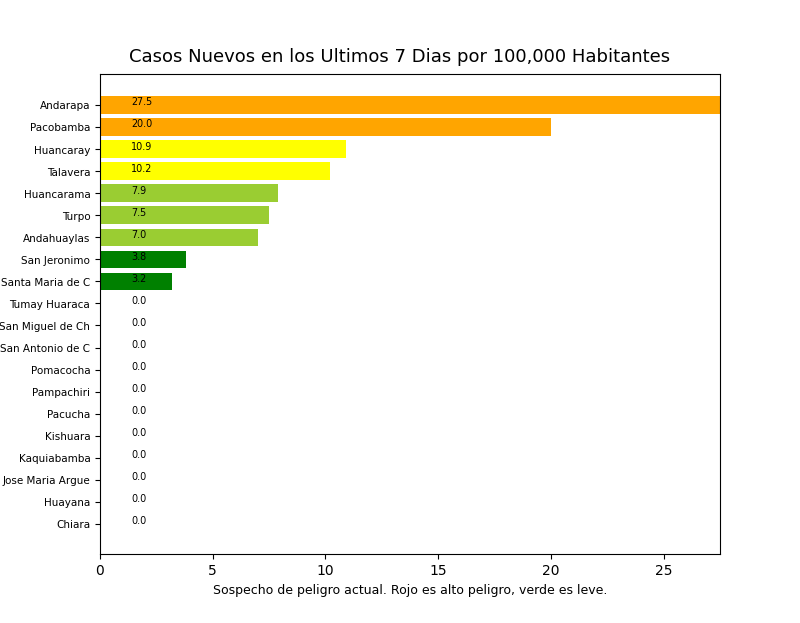 Casos Nuevos en los Ultimos 7 Dias por 100,000 Habitantes
Andarapa 27.5
Pacobamba 20.0
Huancaray 10.9
Talavera 10.2
Huancarama 7.9
Turpo 7.5
Andahuaylas 7.0
San Jeronimo 3.8
Santa Maria de C 3.2
Tumay Huaraca 0.0
San Miguel de Ch 0.0
San Antonio de C 0.0
Pomacocha 0.0
Pampachiri 0.0
Pacucha 0.0
Kishuara 0.0
Kaquiabamba 0.0
Jose Maria Argue 0.0
Huayana 0.0
Chiara 0.0
0 5 10 15 20 25
Sospecho de peligro actual. Rojo es alto peligro, verde es leve.